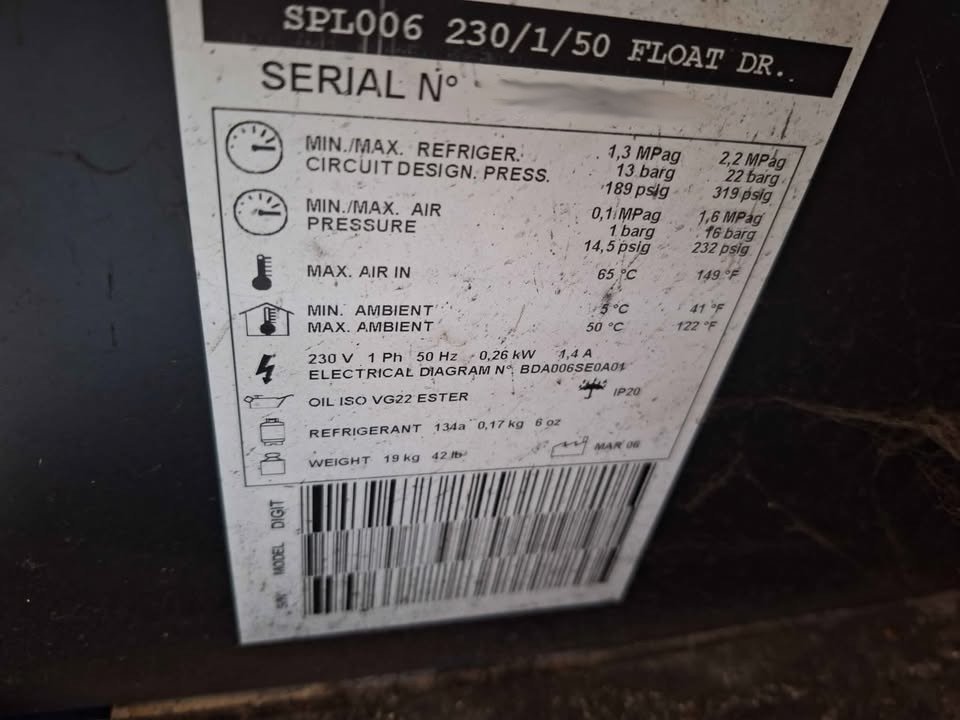 SPL006 230/1/50 FLOAT DR..
SERIAL N°
MIN./MAX. REFRIGER. 1,3 MPag 2,2 MPag
CIRCUIT DESIGN. PRESS. 13 barg 22 barg
189 psig 319 psig
MIN./MAX. AIR 0,1 MPag 1,6 MPag
PRESSURE 1 barg 16 barg
14,5 psig 232 psig
MAX. AIR IN 65 °C 149 °F
MIN. AMBIENT 5 °C 41 °F
MAX. AMBIENT 50 °C 122 °F
230 V 1 Ph 50 Hz 0,26 kW 1,4 A
ELECTRICAL DIAGRAM N° BDA006SE0A01
OIL ISO VG22 ESTER IP20
REFRIGERANT 134a 0,17 kg 6 oz
WEIGHT 19 kg 42 lb MAR 06
S/N MODEL DIGIT